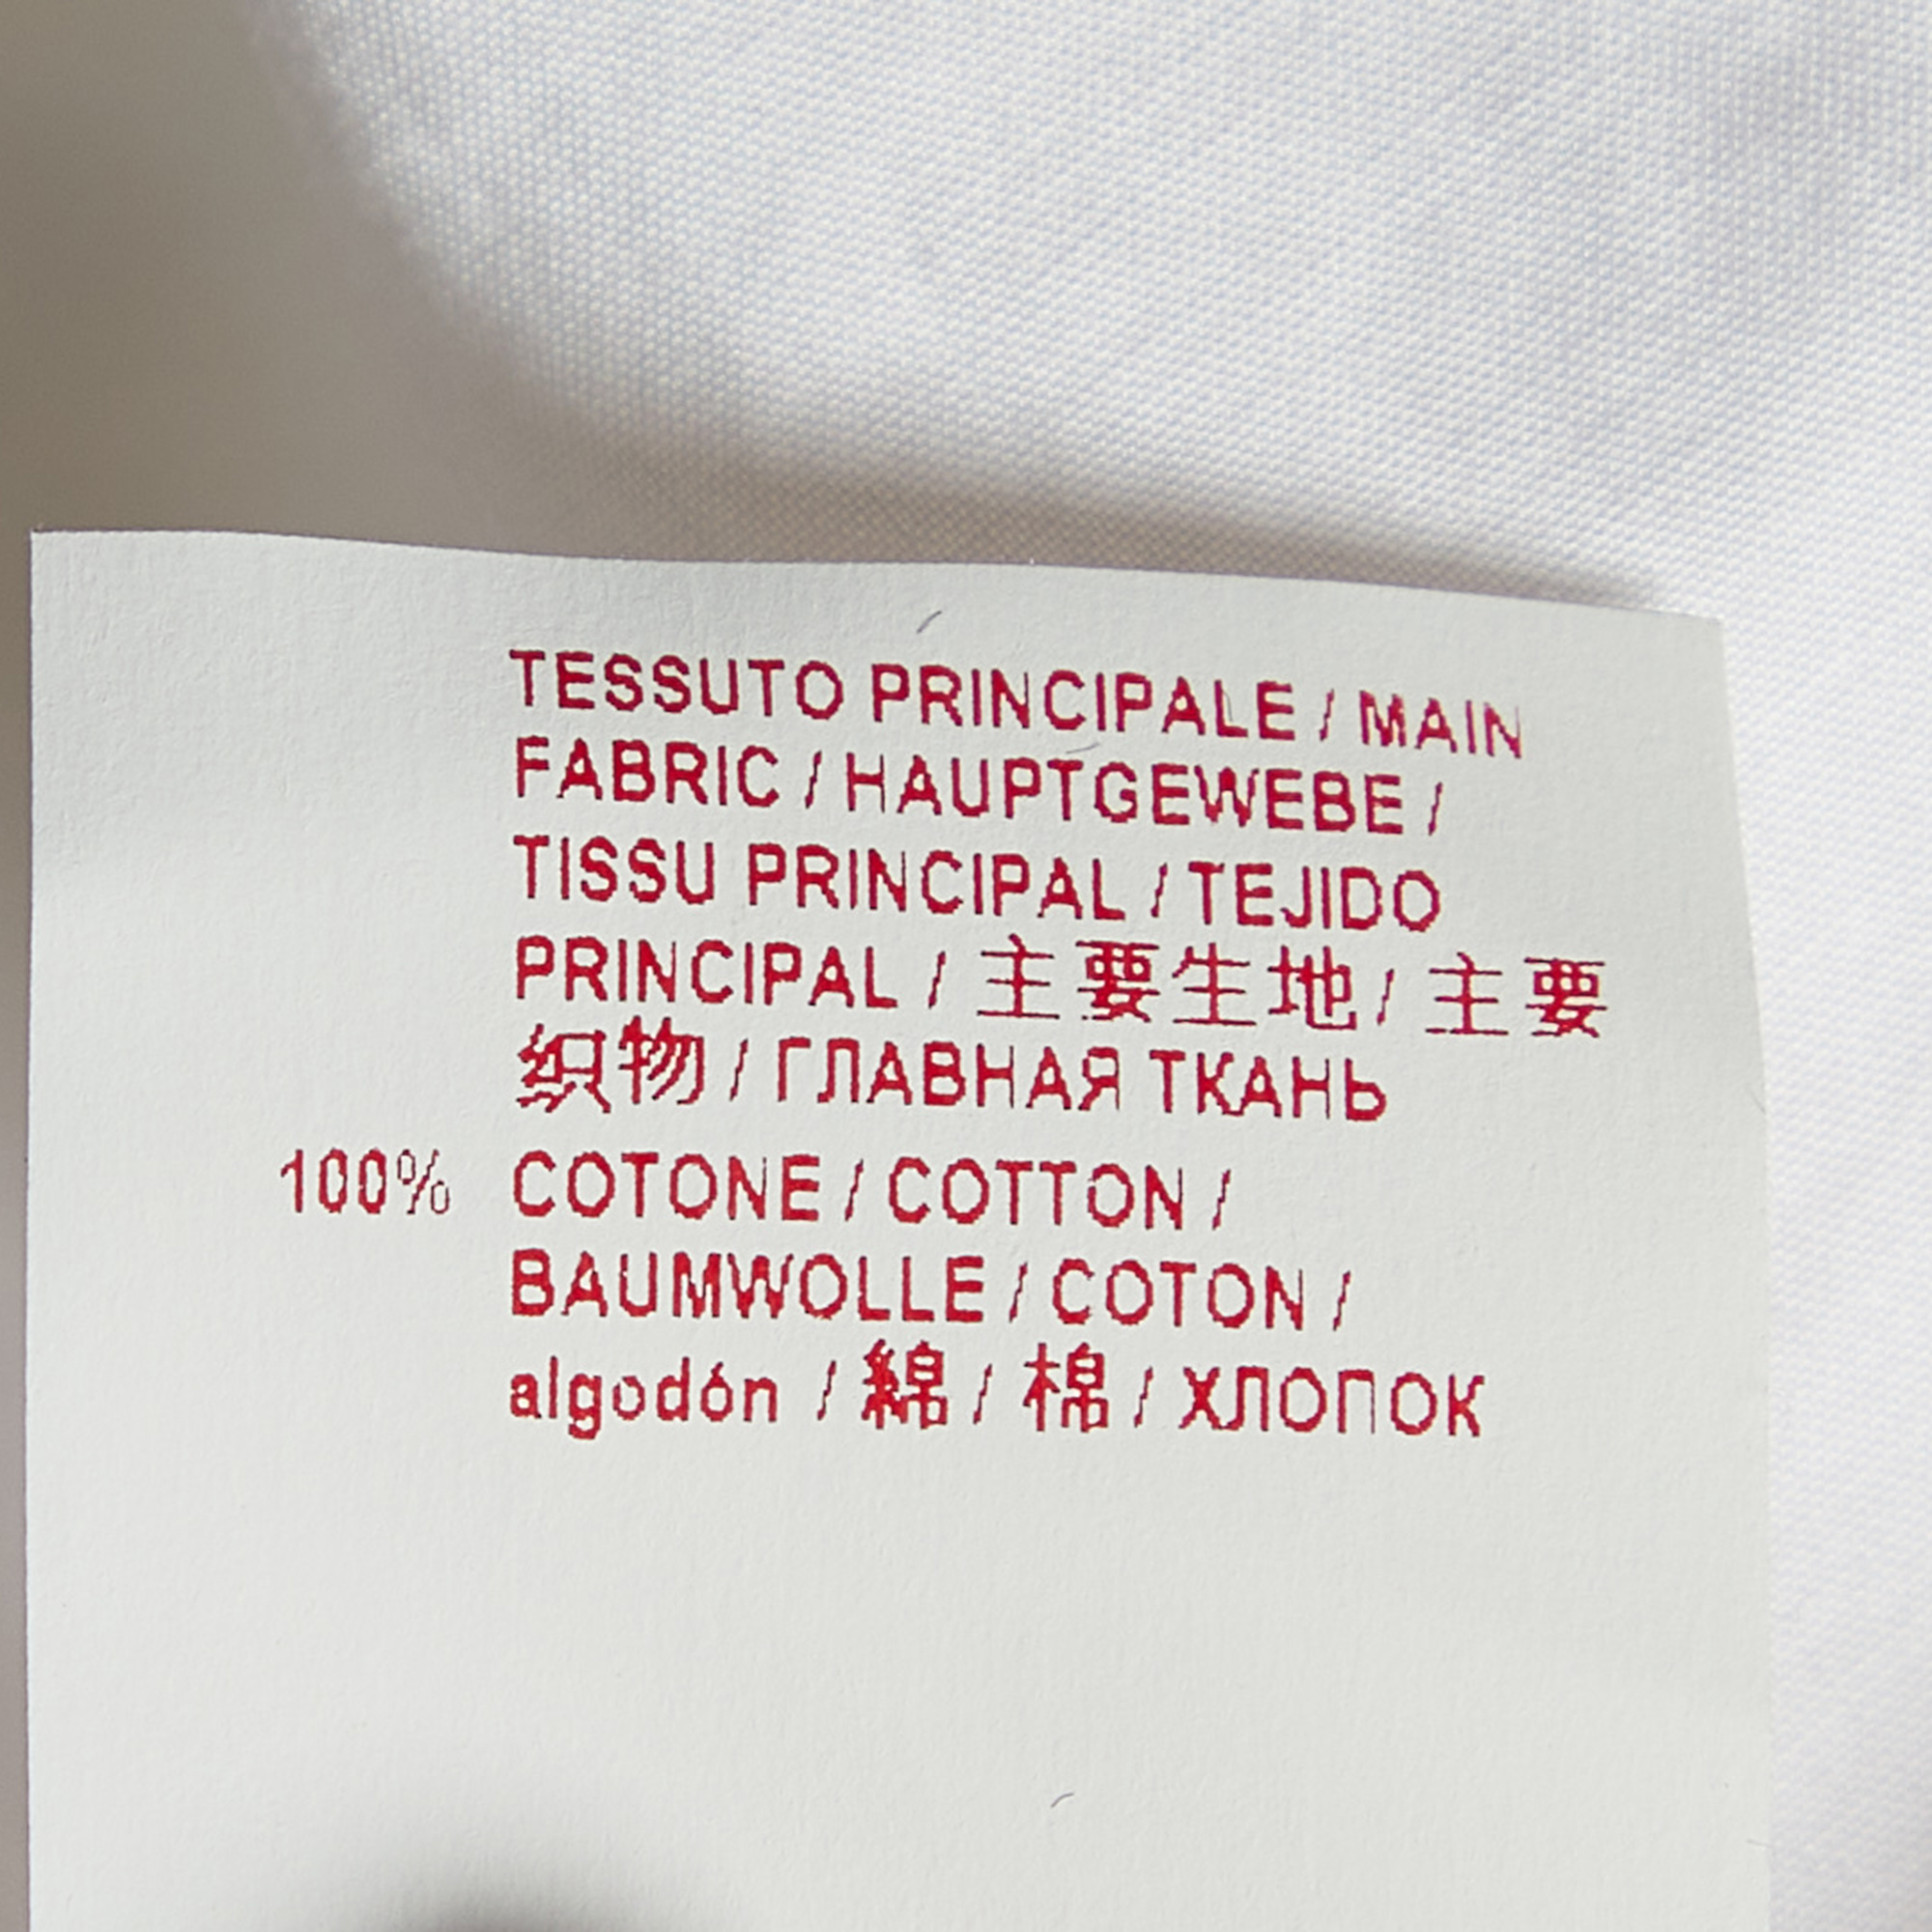 TESSUTO PRINCIPALE / MAIN
FABRIC / HAUPTGEWEBE /
TISSU PRINCIPAL / TEJIDO
PRINCIPAL / 主要生地 / 主要
织物 / ГЛАВНАЯ ТКАНЬ
100% COTONE / COTTON /
BAUMWOLLE / COTON /
algodón / 綿 / 棉 / ХЛОПОК